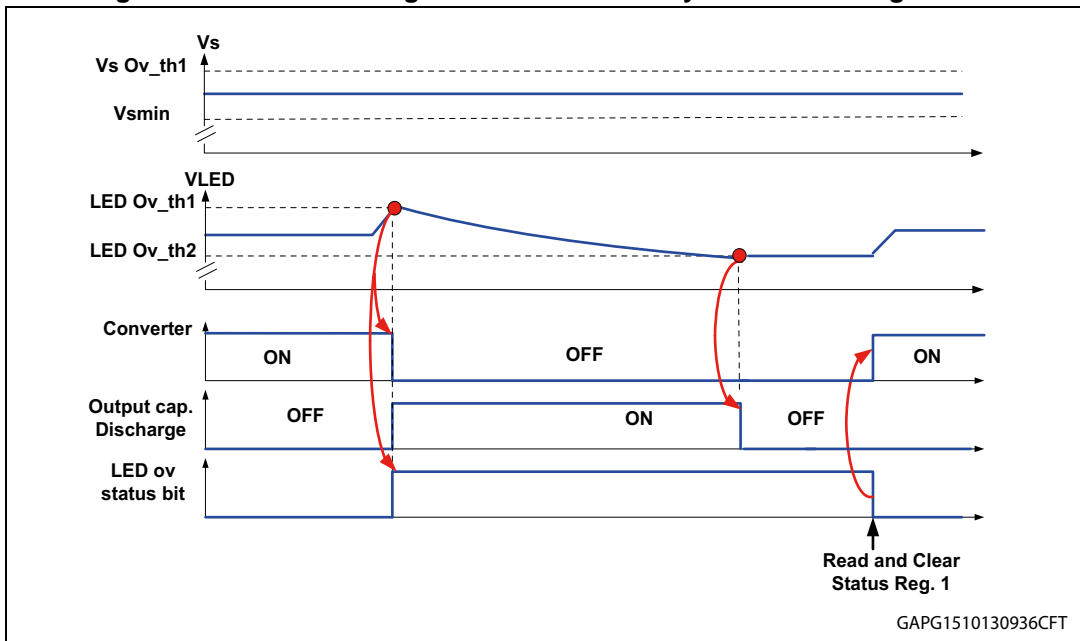 Vs
Vs Ov_th1
Vsmin
VLED
LED Ov_th1
LED Ov_th2
Converter
ON
OFF
ON
Output cap.
Discharge
OFF
ON
OFF
LED ov
status bit
Read and Clear
Status Reg. 1
GAPG1510130936CFT